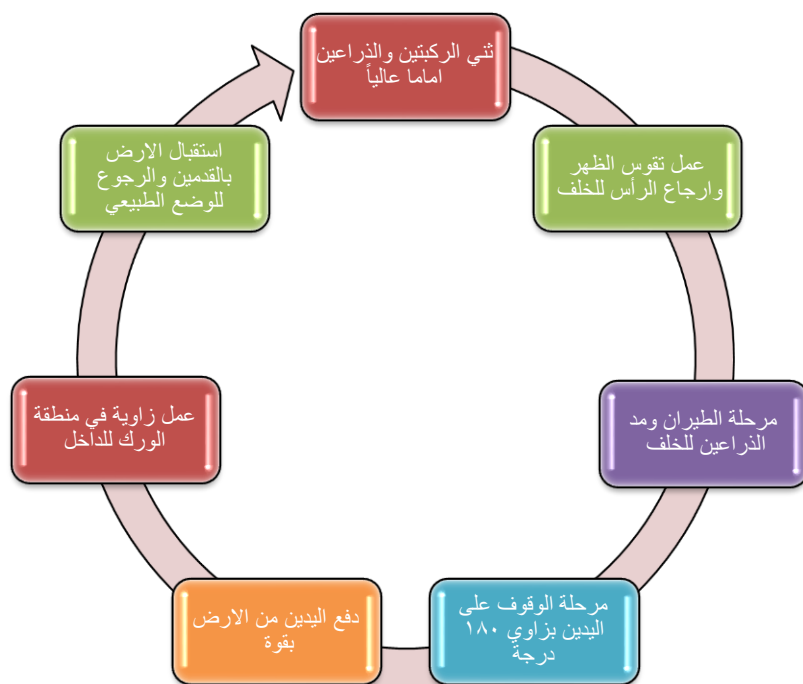 ثني الركبتين والذراعين
اماما عالياً
عمل تقوس الظهر
وارجاع الرأس للخلف
مرحلة الطيران ومد
الذراعين للخلف
مرحلة الوقوف على
اليدين بزاوي ١٨٠
درجة
دفع اليدين من الارض
بقوة
عمل زاوية في منطقة
الورك للداخل
استقبال الارض
بالقدمين والرجوع
للوضع الطبيعي